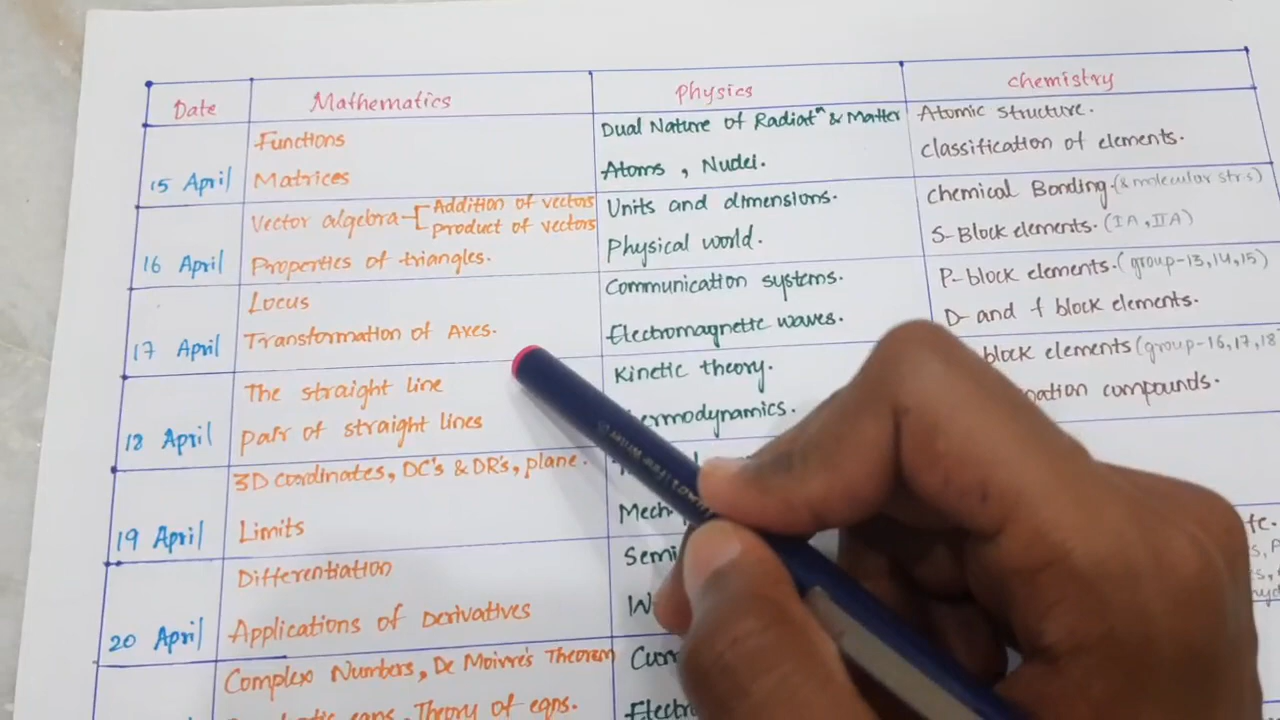 Date Mathematics Physics chemistry
15 April
Functions
Matrices
Dual Nature of Radiatⁿ & Matter
Atoms , Nuclei.
Atomic structure.
classification of elements.
16 April
Vector algebra-[ Addition of vectors
product of vectors
Properties of triangles.
Units and dimensions.
Physical world.
chemical Bonding.(& molecular strs)
S-Block elements.(IA, IIA)
17 April
Locus
Transformation of Axes.
Communication systems.
Electromagnetic waves.
P-block elements.(group-13,14,15)
D- and f block elements.
18 April
The straight line
pair of straight lines
Kinetic theory.
block elements (group-16,17,18
compounds.
19 April
3D coordinates, DC's & DR's, plane.
Limits
20 April
Differentiation
Applications of Derivatives
Complex Numbers, De Moivre's Theorem
Theory of eqns.